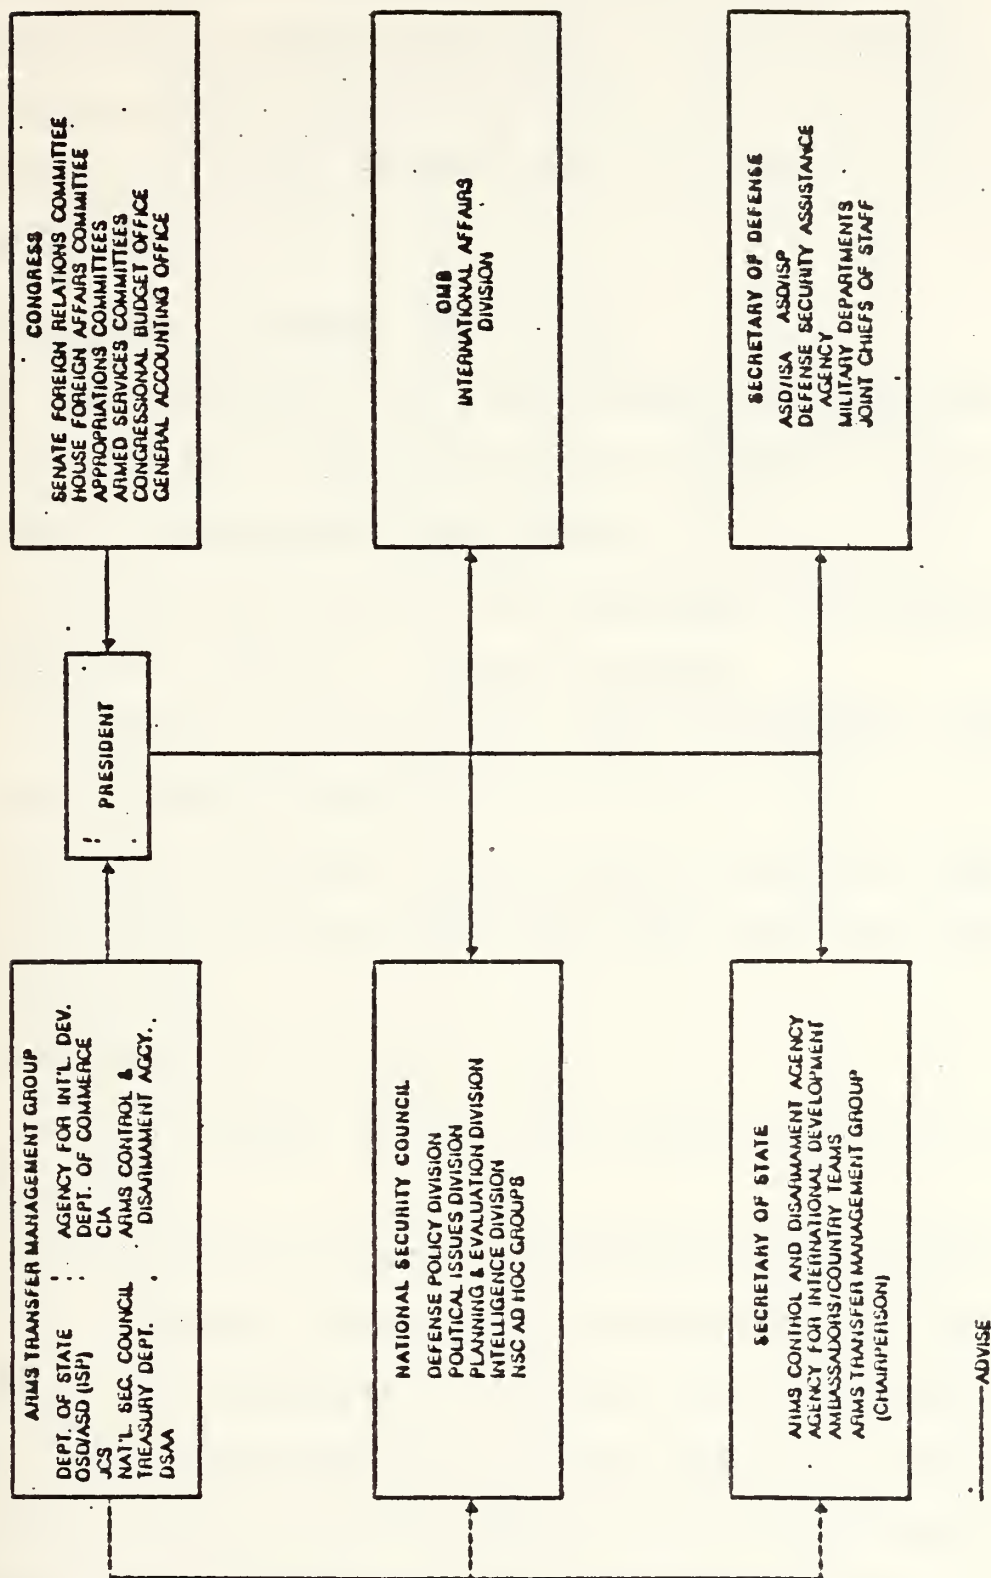 ARMS TRANSFER MANAGEMENT GROUP
DEPT. OF STATE
OSD/ASD (ISP)
JCS
NAT'L. SEC. COUNCIL
TREASURY DEPT.
DSAA
AGENCY FOR INT'L. DEV.
DEPT. OF COMMERCE
CIA
ARMS CONTROL &
DISARMAMENT AGCY.
PRESIDENT
CONGRESS
SENATE FOREIGN RELATIONS COMMITTEE
HOUSE FOREIGN AFFAIRS COMMITTEE
APPROPRIATIONS COMMITTEES
ARMED SERVICES COMMITTEES
CONGRESSIONAL BUDGET OFFICE
GENERAL ACCOUNTING OFFICE
NATIONAL SECURITY COUNCIL
DEFENSE POLICY DIVISION
POLITICAL ISSUES DIVISION
PLANNING & EVALUATION DIVISION
INTELLIGENCE DIVISION
NSC AD HOC GROUPS
OMB
INTERNATIONAL AFFAIRS
DIVISION
SECRETARY OF STATE
ARMS CONTROL AND DISARMAMENT AGENCY
AGENCY FOR INTERNATIONAL DEVELOPMENT
AMBASSADORS/COUNTRY TEAMS
ARMS TRANSFER MANAGEMENT GROUP
(CHAIRPERSON)
SECRETARY OF DEFENSE
ASD/ISA ASD/ISP
DEFENSE SECURITY ASSISTANCE
AGENCY
MILITARY DEPARTMENTS
JOINT CHIEFS OF STAFF
ADVISE